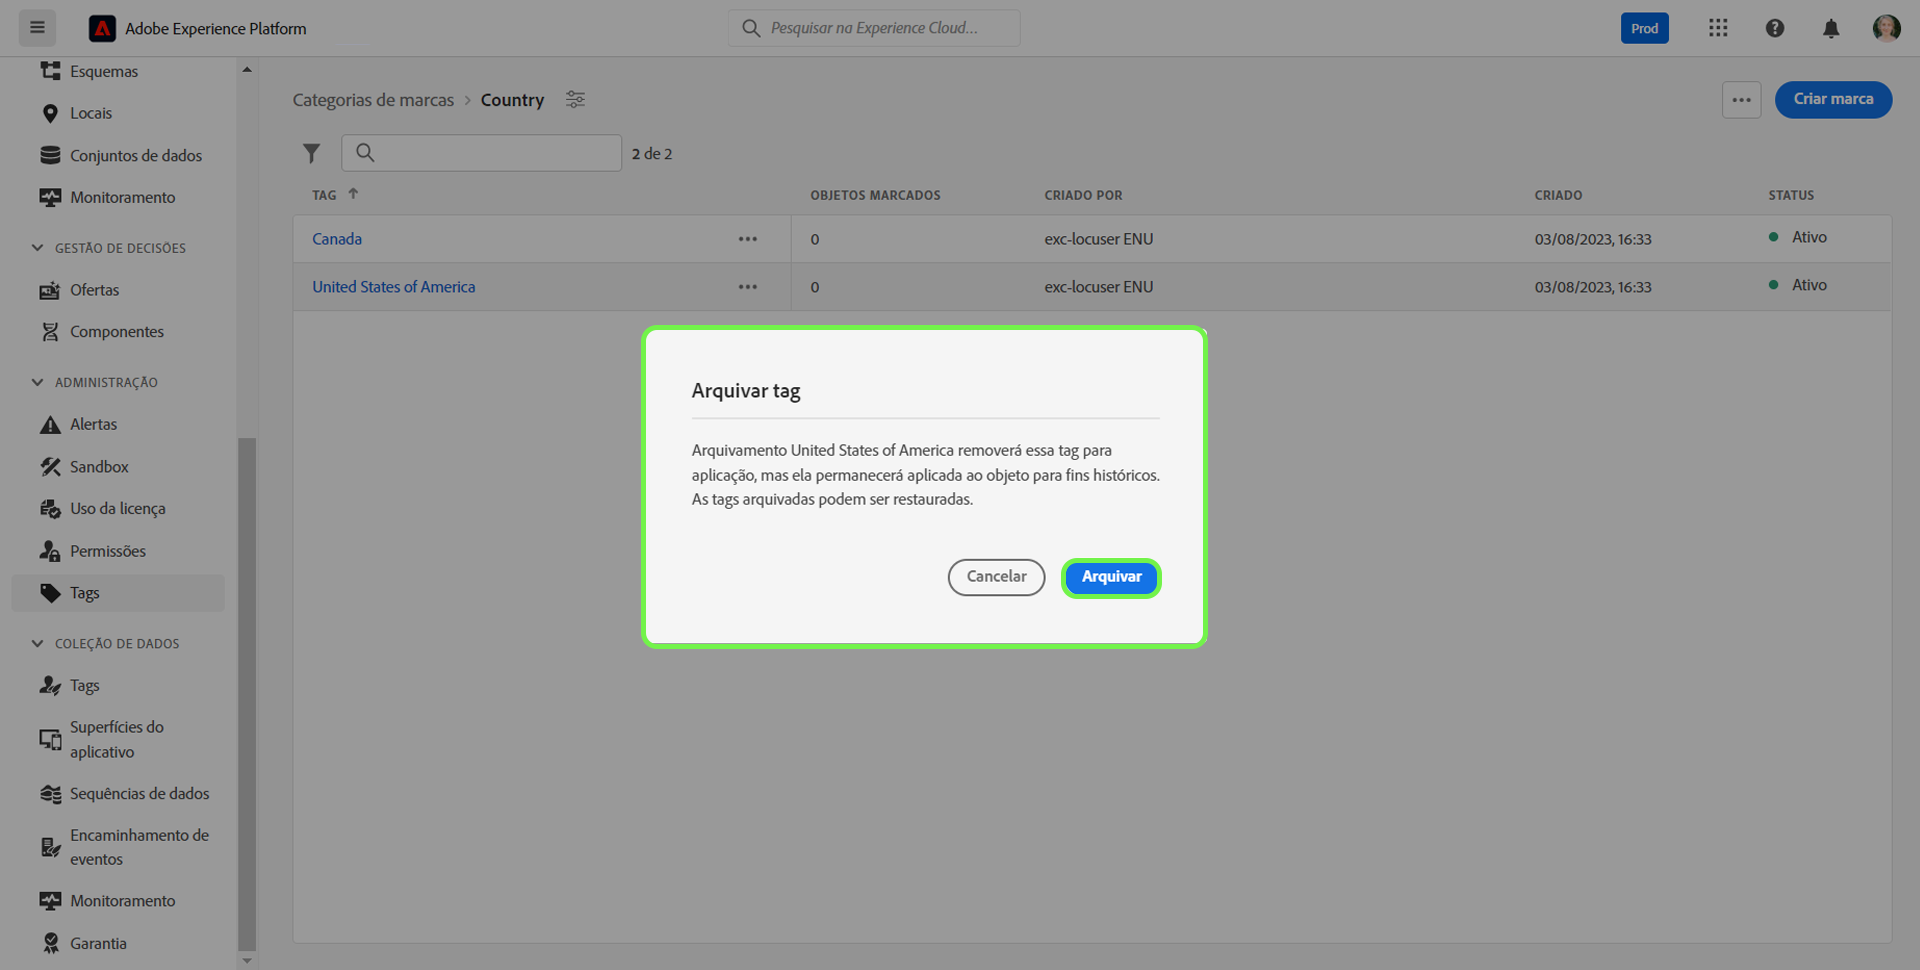 Adobe Experience Platform
Pesquisar na Experience Cloud...
Prod
Esquemas
Locais
Conjuntos de dados
Monitoramento
GESTÃO DE DECISÕES
Ofertas
Componentes
ADMINISTRAÇÃO
Alertas
Sandbox
Uso da licença
Permissões
Tags
COLEÇÃO DE DADOS
Tags
Superfícies do
aplicativo
Sequências de dados
Encaminhamento de
eventos
Monitoramento
Garantia
Categorias de marcas > Country
Criar marca
2 de 2
TAG OBJETOS MARCADOS CRIADO POR CRIADO STATUS
Canada 0 exc-locuser ENU 03/08/2023, 16:33 Ativo
United States of America 0 exc-locuser ENU 03/08/2023, 16:33 Ativo
Arquivar tag
Arquivamento United States of America removerá essa tag para
aplicação, mas ela permanecerá aplicada ao objeto para fins históricos.
As tags arquivadas podem ser restauradas.
Cancelar Arquivar